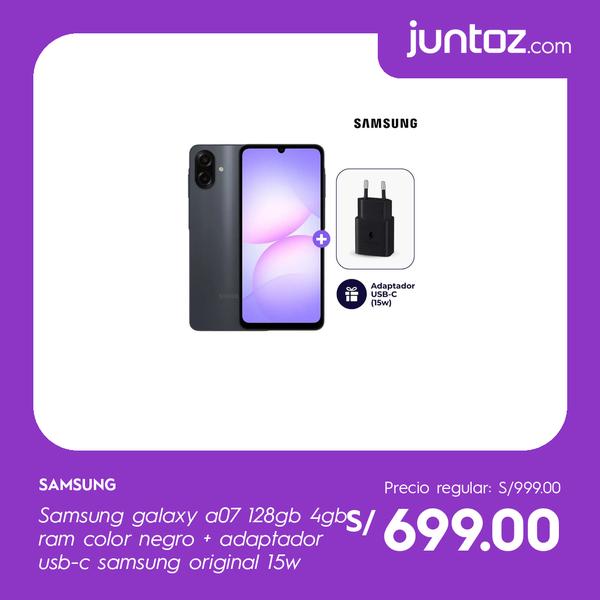 juntoz.com
SAMSUNG
Adaptador
USB-C
(15w)
SAMSUNG
Precio regular: S/999.00
Samsung galaxy a07 128gb 4gb
ram color negro + adaptador
usb-c samsung original 15w
S/ 699.00